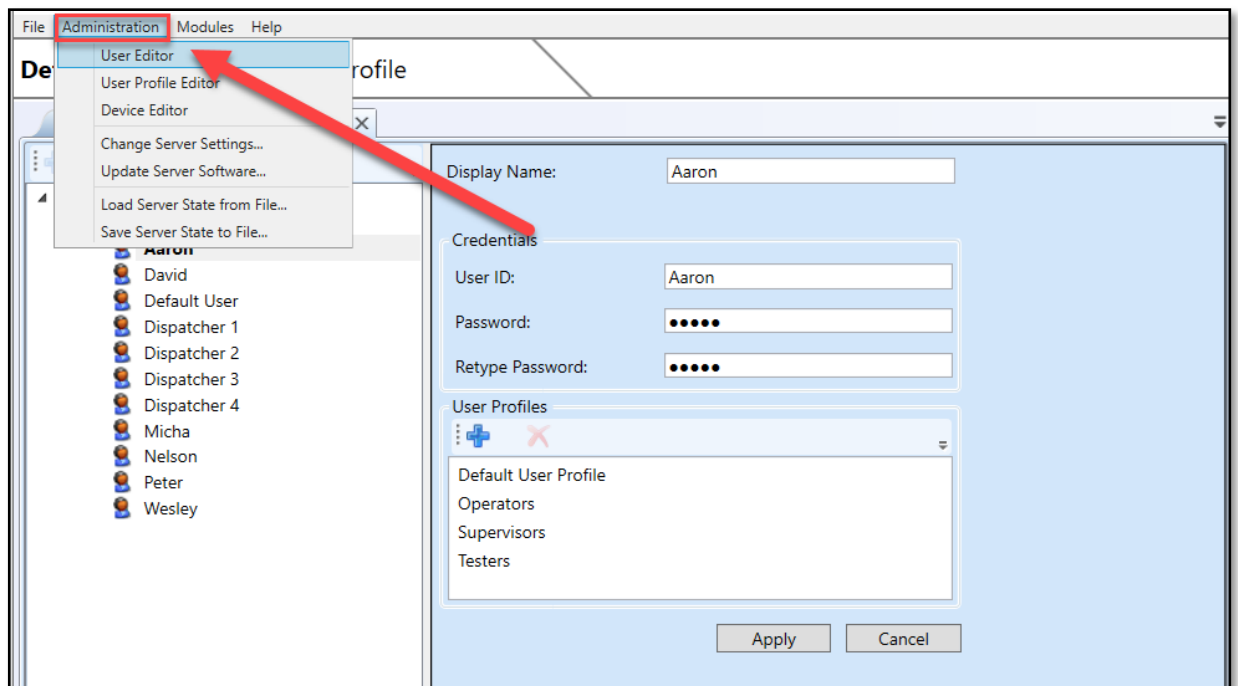 File Administration Modules Help
User Editor
De rofile
User Profile Editor
Device Editor
Change Server Settings...
Update Server Software...
Load Server State from File...
Save Server State to File...
Aaron
David
Default User
Dispatcher 1
Dispatcher 2
Dispatcher 3
Dispatcher 4
Micha
Nelson
Peter
Wesley
Display Name: Aaron
Credentials
User ID: Aaron
Password: ●●●●●
Retype Password: ●●●●●
User Profiles
Default User Profile
Operators
Supervisors
Testers
Apply Cancel